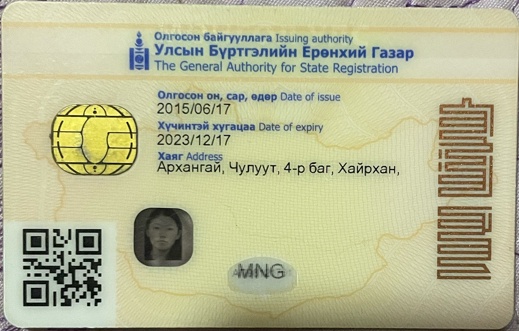 Олгосон байгууллага Issuing authority
Улсын Бүртгэлийн Ерөнхий Газар
The General Authority for State Registration
Олгосон он, сар, өдөр Date of issue
2015/06/17
Хүчинтэй хугацаа Date of expiry
2023/12/17
Хаяг Address
Архангай, Чулуут, 4-р баг, Хайрхан,
MNG